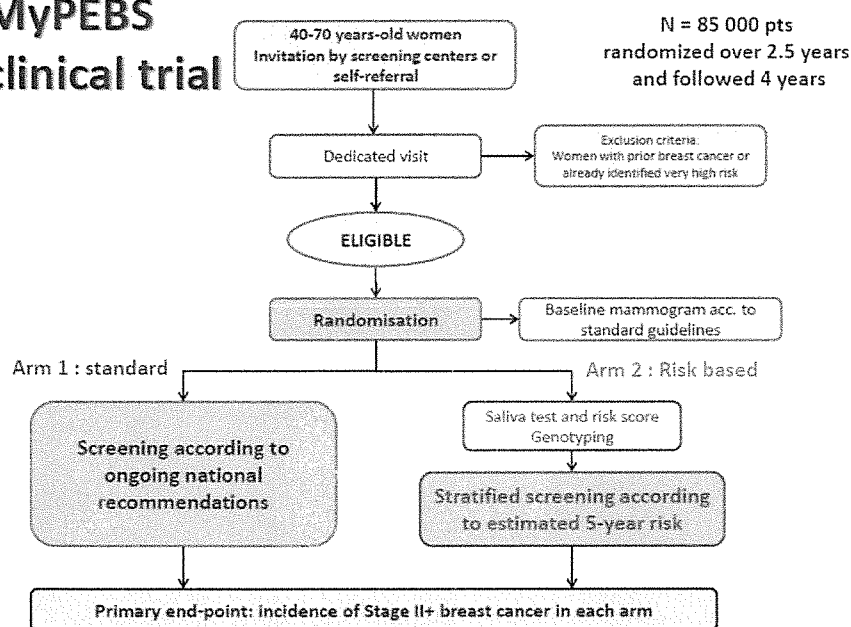 MyPEBS
clinical trial
40-70 years-old women
Invitation by screening centers or
self-referral
N = 85 000 pts
randomized over 2.5 years
and followed 4 years
Dedicated visit
Exclusion criteria:
Women with prior breast cancer or
already identified very high risk
ELIGIBLE
Randomisation
Baseline mammogram acc. to
standard guidelines
Arm 1 : standard
Arm 2 : Risk based
Screening according to
ongoing national
recommendations
Saliva test and risk score
Genotyping
Stratified screening according
to estimated 5-year risk
Primary end-point: incidence of Stage II+ breast cancer in each arm